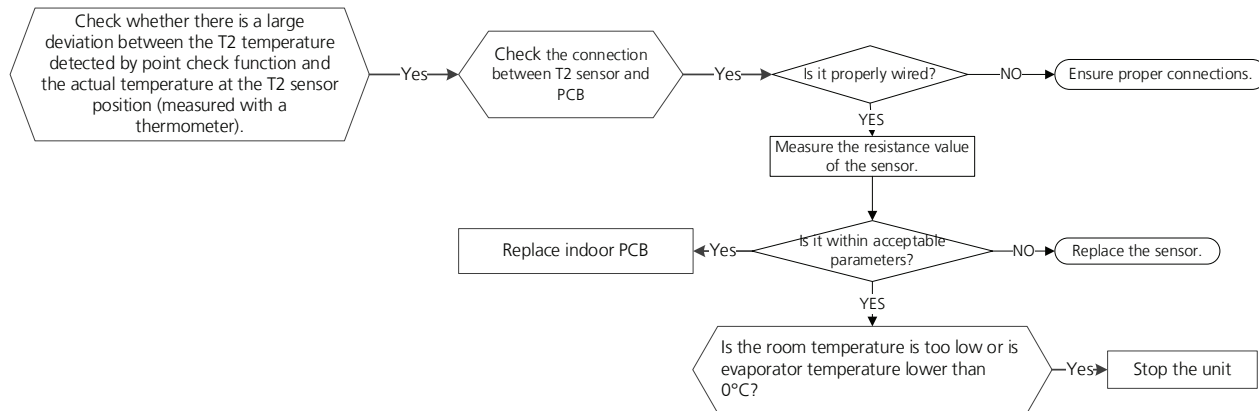 Check whether there is a large
deviation between the T2 temperature
detected by point check function and
the actual temperature at the T2 sensor
position (measured with a
thermometer).
Yes
Check the connection
between T2 sensor and
PCB
Yes
Is it properly wired?
NO
Ensure proper connections.
YES
Measure the resistance value
of the sensor.
Replace indoor PCB
Yes
Is it within acceptable
parameters?
NO
Replace the sensor.
YES
Is the room temperature is too low or is
evaporator temperature lower than
0°C?
Yes
Stop the unit